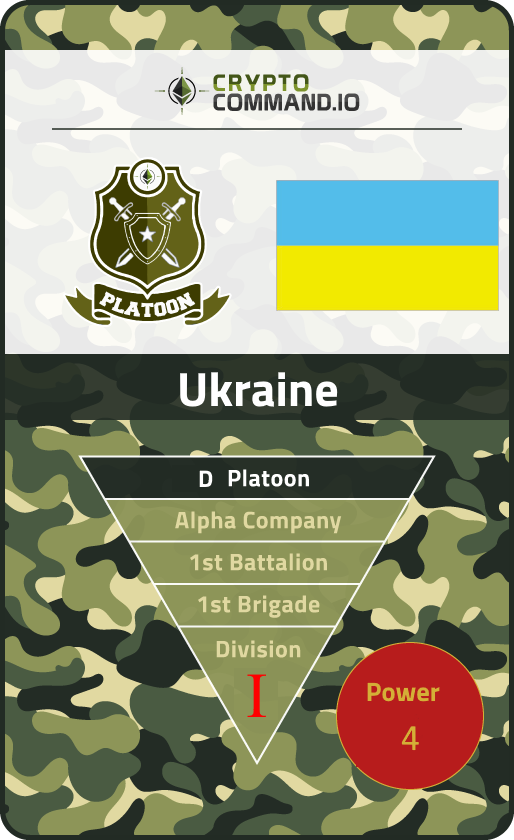 CRYPTO
COMMAND.IO
PLATOON
Ukraine
D Platoon
Alpha Company
1st Battalion
1st Brigade
Division
I
Power
4